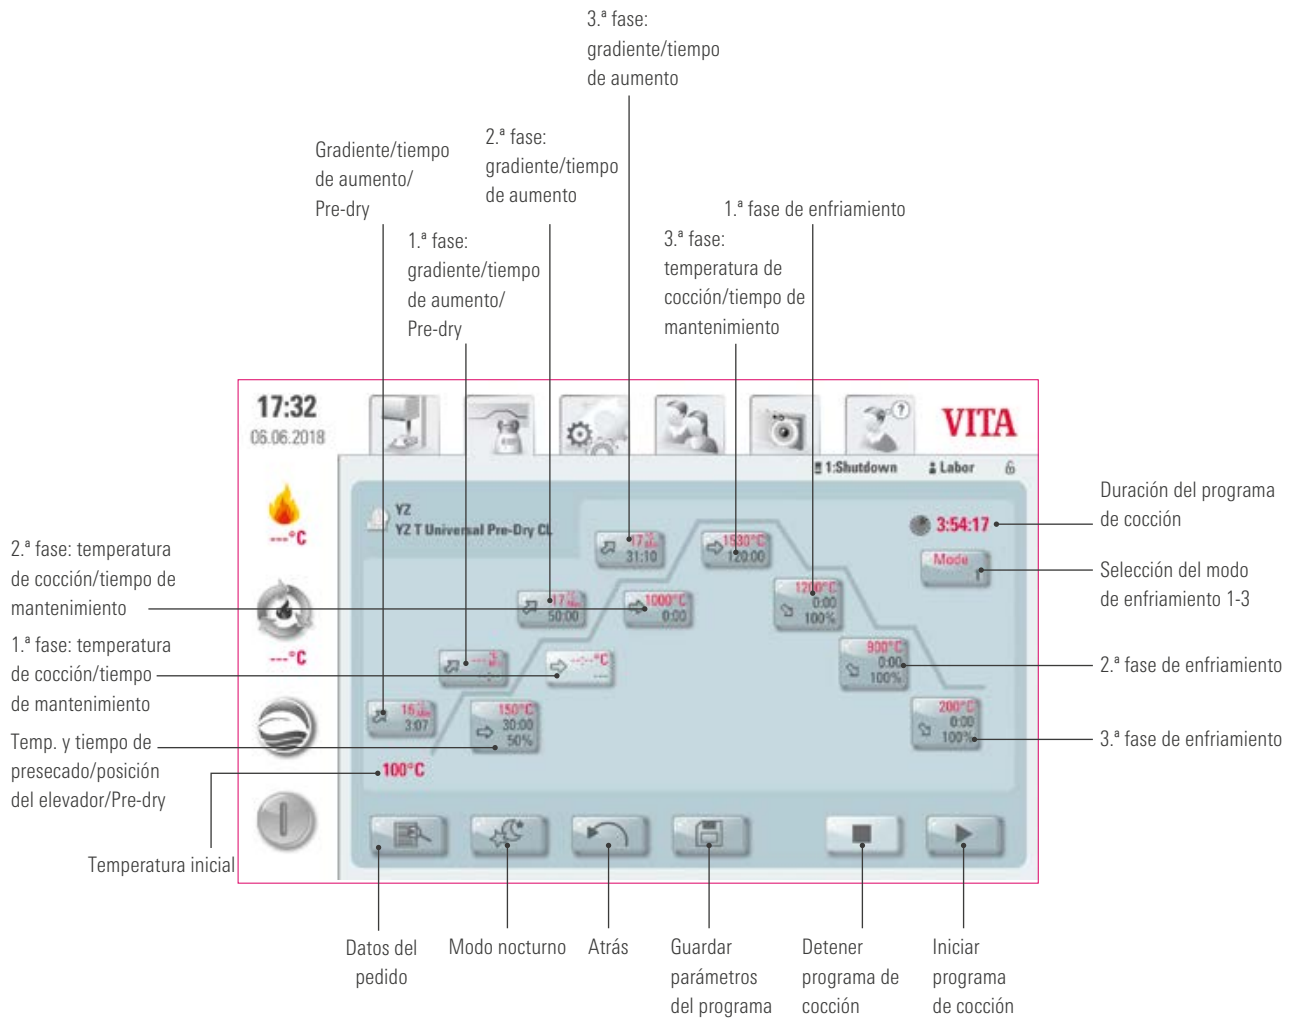 3.ª fase:
gradiente/tiempo
de aumento
2.ª fase:
gradiente/tiempo
de aumento
Gradiente/tiempo
de aumento/
Pre-dry
1.ª fase de enfriamiento
1.ª fase:
gradiente/tiempo
de aumento/
Pre-dry
3.ª fase:
temperatura de
cocción/tiempo de
mantenimiento
17:32
06.06.2018
VITA
1:Shutdown
Labor
YZ
YZ T Universal Pre-Dry CL
3:54:17
Mode
1
Duración del programa
de cocción
Selección del modo
de enfriamiento 1-3
---°C
---°C
2.ª fase: temperatura
de cocción/tiempo de
mantenimiento
1.ª fase: temperatura
de cocción/tiempo
de mantenimiento
Temp. y tiempo de
presecado/posición
del elevador/Pre-dry
Temperatura inicial
17
31:10
1530°C
120:00
17
50:00
1000°C
0:00
1200°C
0:00
100%
900°C
0:00
100%
200°C
0:00
100%
16
3:07
150°C
30:00
50%
100°C
2.ª fase de enfriamiento
3.ª fase de enfriamiento
Datos del
pedido
Modo nocturno
Atrás
Guardar
parámetros
del programa
Detener
programa de
cocción
Iniciar
programa
de cocción